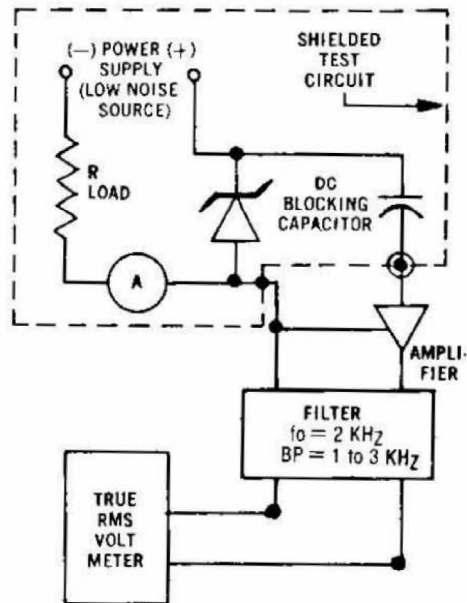 (−) POWER (+)
SUPPLY
(LOW NOISE
SOURCE)
SHIELDED
TEST
CIRCUIT
R
LOAD
DC
BLOCKING
CAPACITOR
A
AMPLI-
FIER
FILTER
fo = 2 KHZ
BP = 1 to 3 KHZ
TRUE
RMS
VOLT
METER